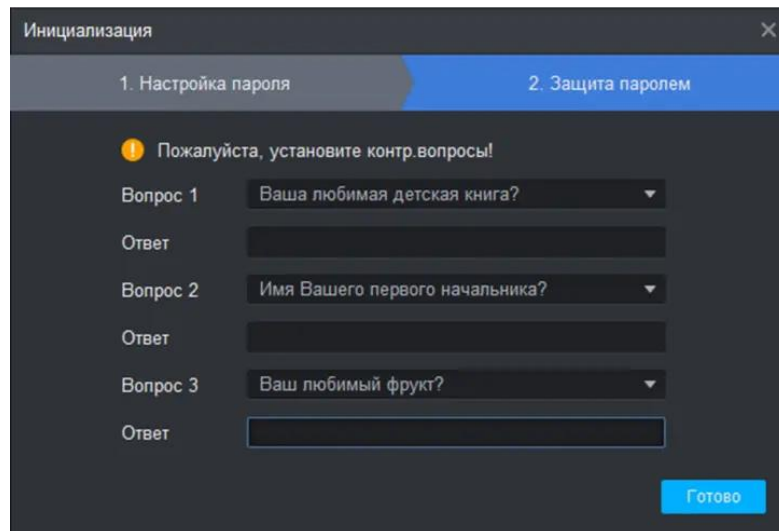 Инициализация
1. Настройка пароля
2. Защита паролем
Пожалуйста, установите контр.вопросы!
Вопрос 1 Ваша любимая детская книга?
Ответ
Вопрос 2 Имя Вашего первого начальника?
Ответ
Вопрос 3 Ваш любимый фрукт?
Ответ
Готово